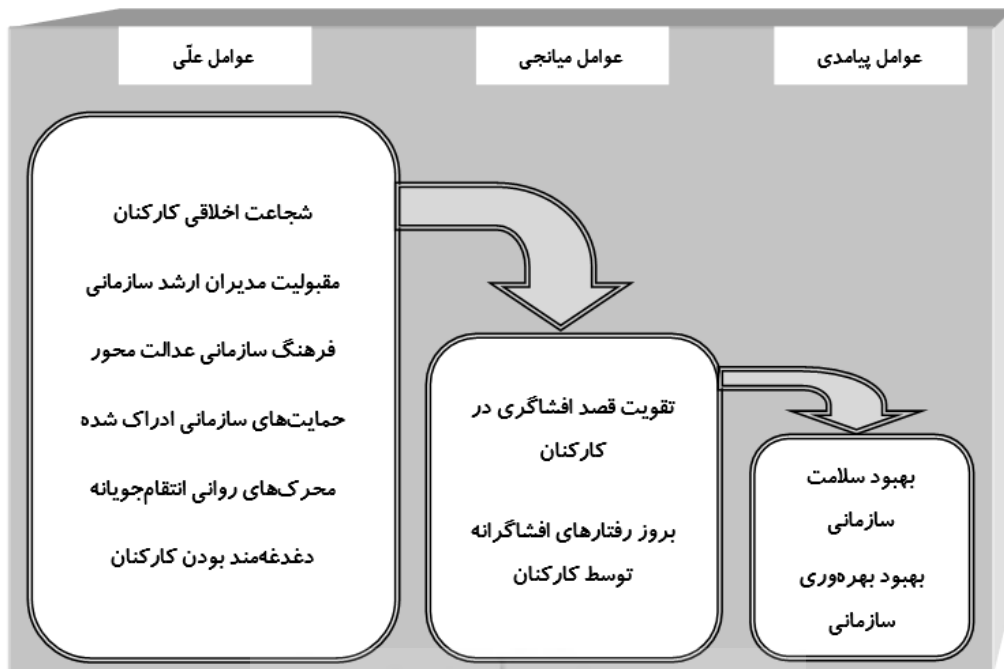 عوامل علّی
عوامل میانجی
عوامل پیامدی
شجاعت اخلاقی کارکنان
مقبولیت مدیران ارشد سازمانی
فرهنگ سازمانی عدالت محور
حمایت‌های سازمانی ادراک شده
محرک‌های روانی انتقام‌جویانه
دغدغه‌مند بودن کارکنان
تقویت قصد افشاگری در
کارکنان
بروز رفتارهای افشاگرانه
توسط کارکنان
بهبود سلامت
سازمانی
بهبود بهره‌وری
سازمانی